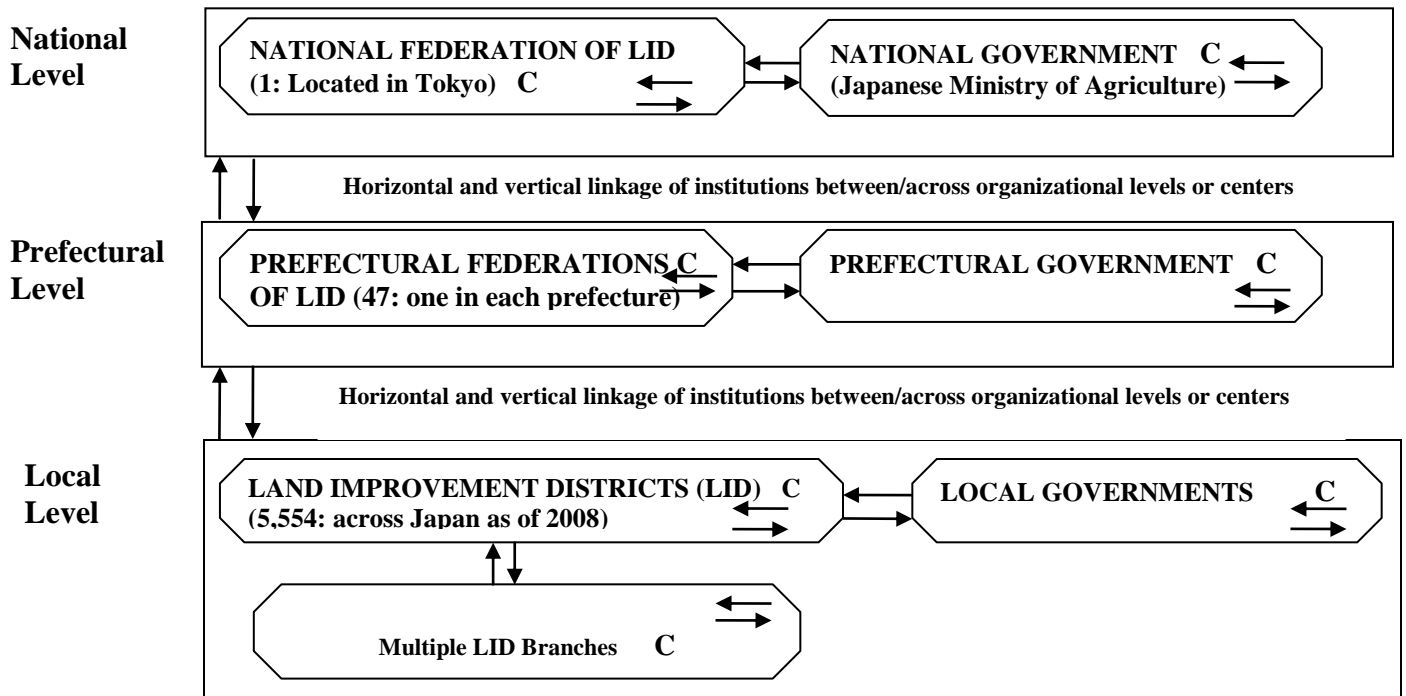 National
Level
NATIONAL FEDERATION OF LID
(1: Located in Tokyo) C
NATIONAL GOVERNMENT C
(Japanese Ministry of Agriculture)
Horizontal and vertical linkage of institutions between/across organizational levels or centers
Prefectural
Level
PREFECTURAL FEDERATIONS C
OF LID (47: one in each prefecture)
PREFECTURAL GOVERNMENT C
Horizontal and vertical linkage of institutions between/across organizational levels or centers
Local
Level
LAND IMPROVEMENT DISTRICTS (LID) C
(5,554: across Japan as of 2008)
LOCAL GOVERNMENTS C
Multiple LID Branches C